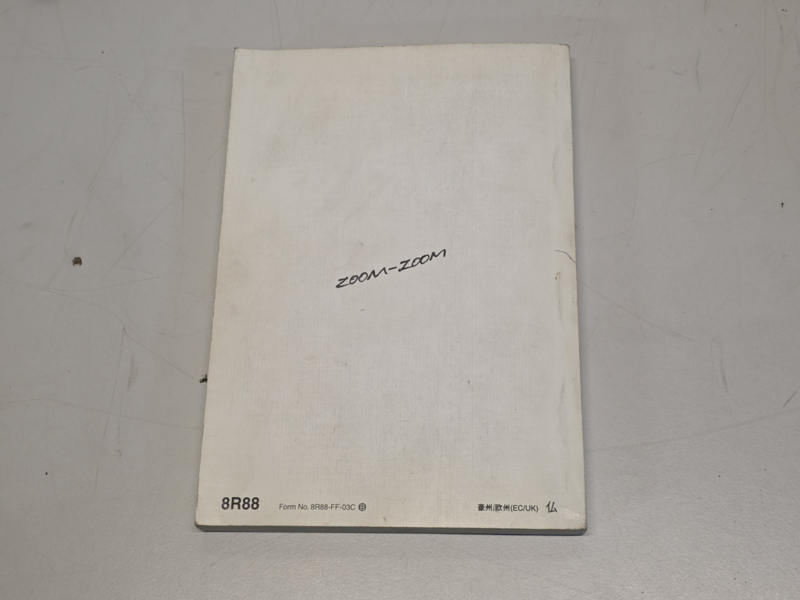 ZOOM-ZOOM
8R88 Form No. 8R88-FF-03C Ⓑ 豪州/欧州(EC/UK) 仏